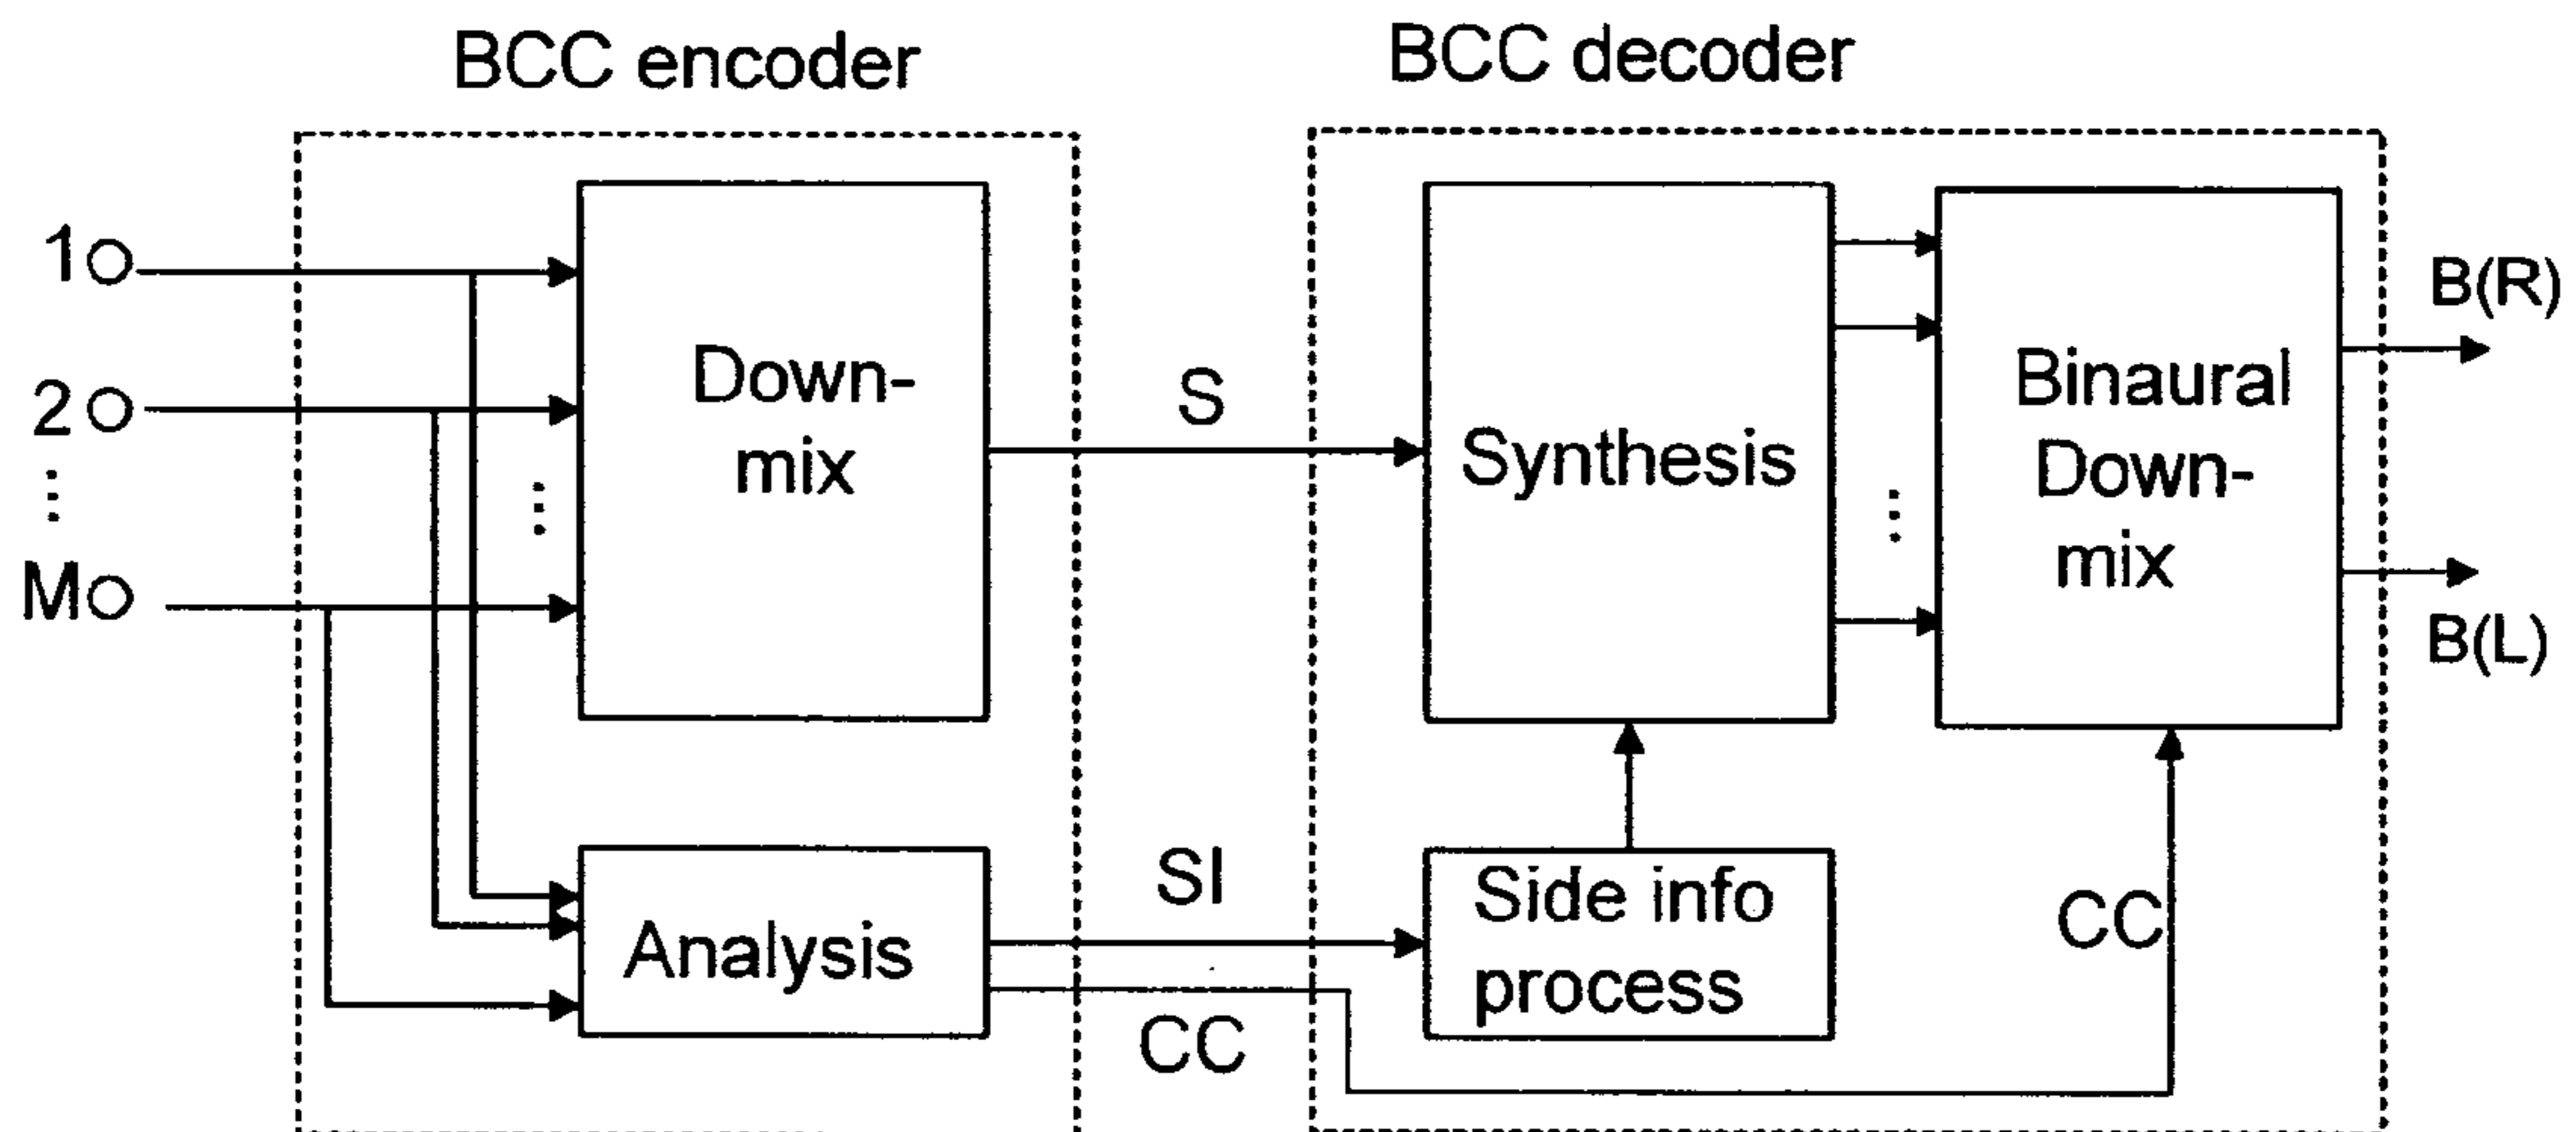 BCC encoder
BCC decoder
1
2
M
Down-
mix
S
Synthesis
Binaural
Down-
mix
B(R)
B(L)
Analysis
SI
CC
Side info
process
CC